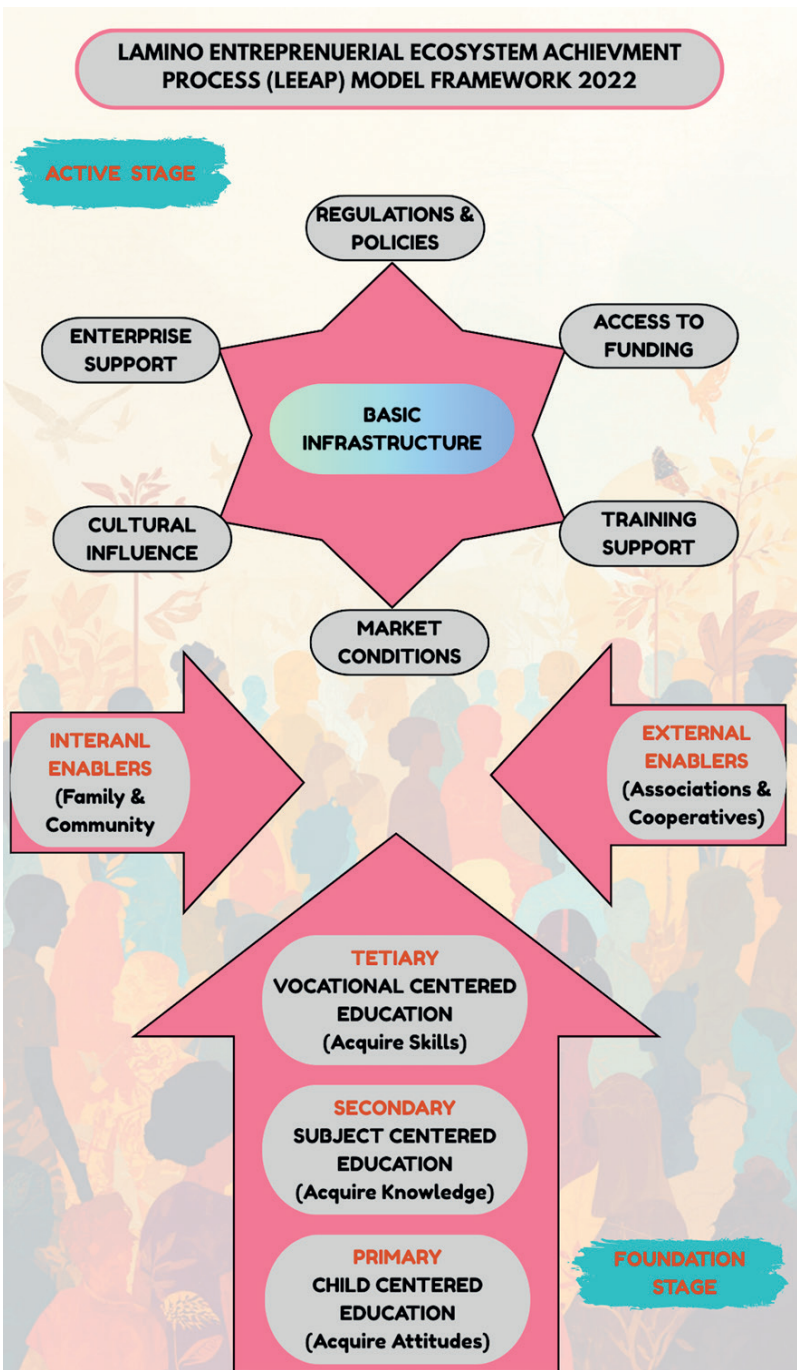 LAMINO ENTREPRENUERIAL ECOSYSTEM ACHIEVMENT
PROCESS (LEEAP) MODEL FRAMEWORK 2022
ACTIVE STAGE
REGULATIONS &
POLICIES
ENTERPRISE
SUPPORT
ACCESS TO
FUNDING
BASIC
INFRASTRUCTURE
CULTURAL
INFLUENCE
TRAINING
SUPPORT
MARKET
CONDITIONS
INTERANL
ENABLERS
(Family &
Community
EXTERNAL
ENABLERS
(Associations &
Cooperatives)
TETIARY
VOCATIONAL CENTERED
EDUCATION
(Acquire Skills)
SECONDARY
SUBJECT CENTERED
EDUCATION
(Acquire Knowledge)
PRIMARY
CHILD CENTERED
EDUCATION
(Acquire Attitudes)
FOUNDATION
STAGE